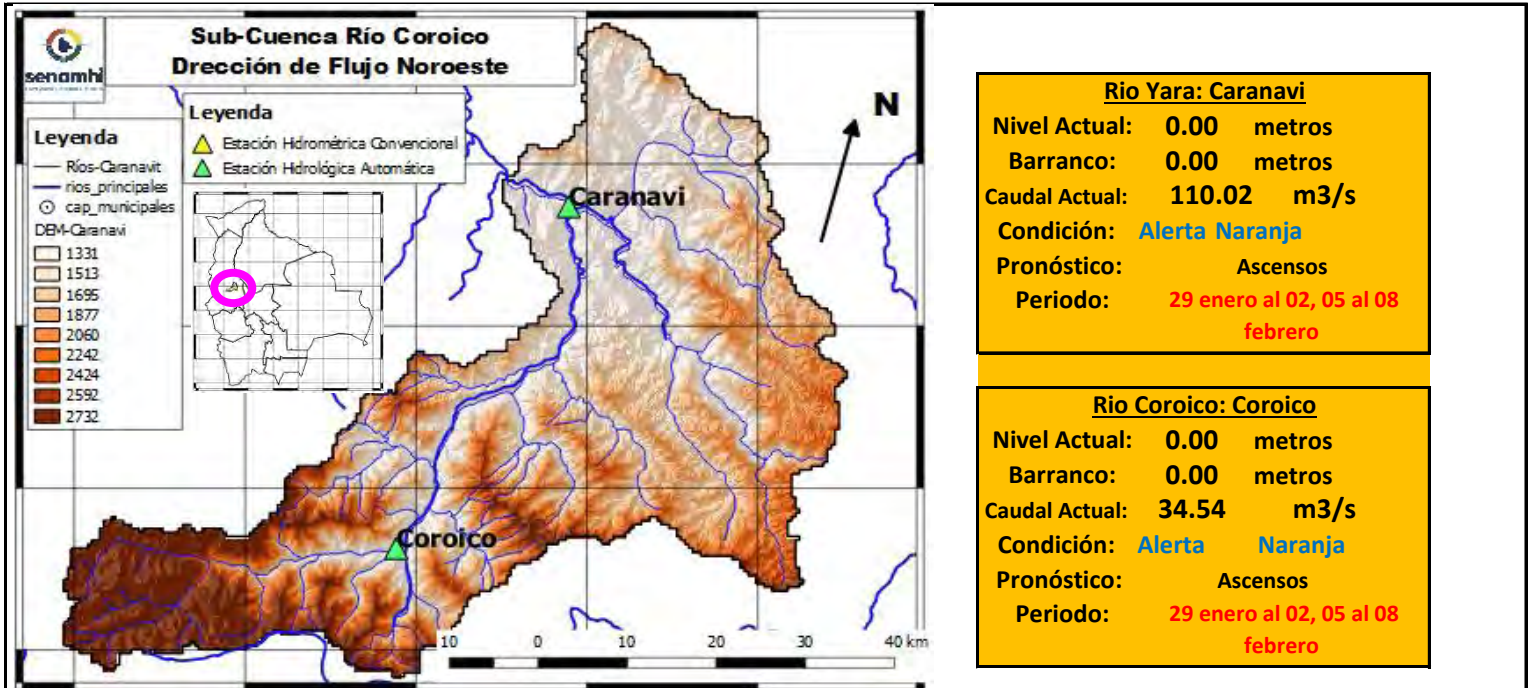 Sub-Cuenca Río Coroico
Drección de Flujo Noroeste
senamhi
Leyenda
Estación Hidrométrica Convencional
Estación Hidrológica Automática
Leyenda
Ríos-Caranavit
rios_principales
cap_municipales
DEM-Caranavi
1331
1513
1695
1877
2060
2242
2424
2592
2732
N
Caranavi
Coroico
10 0 10 20 30 40 km
Rio Yara: Caranavi
Nivel Actual: 0.00 metros
Barranco: 0.00 metros
Caudal Actual: 110.02 m3/s
Condición: Alerta Naranja
Pronóstico: Ascensos
Periodo: 29 enero al 02, 05 al 08
febrero
Rio Coroico: Coroico
Nivel Actual: 0.00 metros
Barranco: 0.00 metros
Caudal Actual: 34.54 m3/s
Condición: Alerta Naranja
Pronóstico: Ascensos
Periodo: 29 enero al 02, 05 al 08
febrero